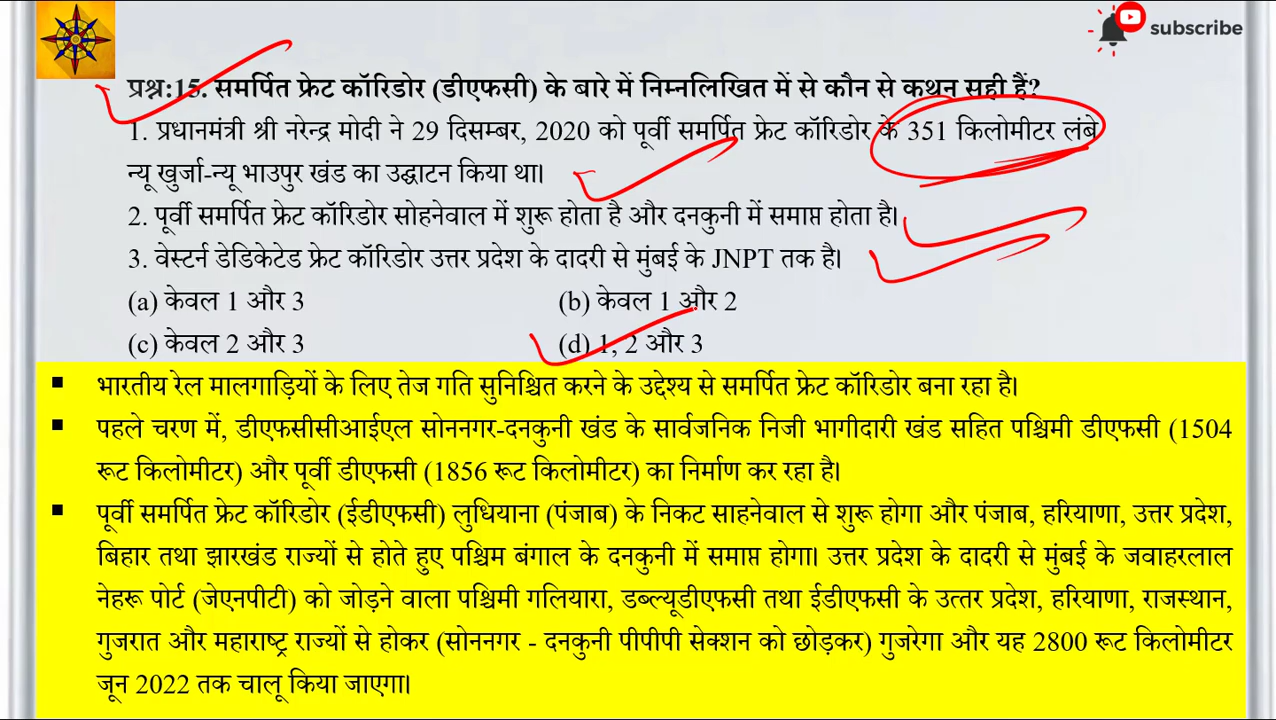 subscribe
प्रश्न:15. समर्पित फ्रेट कॉरिडोर (डीएफसी) के बारे में निम्नलिखित में से कौन से कथन सही हैं?
1. प्रधानमंत्री श्री नरेन्द्र मोदी ने 29 दिसम्बर, 2020 को पूर्वी समर्पित फ्रेट कॉरिडोर के 351 किलोमीटर लंबे
न्यू खुर्जा-न्यू भाउपुर खंड का उद्घाटन किया था।
2. पूर्वी समर्पित फ्रेट कॉरिडोर सोहनेवाल में शुरू होता है और दनकुनी में समाप्त होता है।
3. वेस्टर्न डेडिकेटेड फ्रेट कॉरिडोर उत्तर प्रदेश के दादरी से मुंबई के JNPT तक है।
(a) केवल 1 और 3 (b) केवल 1 और 2
(c) केवल 2 और 3 (d) 1, 2 और 3
▪ भारतीय रेल मालगाड़ियों के लिए तेज गति सुनिश्चित करने के उद्देश्य से समर्पित फ्रेट कॉरिडोर बना रहा है।
▪ पहले चरण में, डीएफसीसीआईएल सोननगर-दनकुनी खंड के सार्वजनिक निजी भागीदारी खंड सहित पश्चिमी डीएफसी (1504
रूट किलोमीटर) और पूर्वी डीएफसी (1856 रूट किलोमीटर) का निर्माण कर रहा है।
▪ पूर्वी समर्पित फ्रेट कॉरिडोर (ईडीएफसी) लुधियाना (पंजाब) के निकट साहनेवाल से शुरू होगा और पंजाब, हरियाणा, उत्तर प्रदेश,
बिहार तथा झारखंड राज्यों से होते हुए पश्चिम बंगाल के दनकुनी में समाप्त होगा। उत्तर प्रदेश के दादरी से मुंबई के जवाहरलाल
नेहरू पोर्ट (जेएनपीटी) को जोड़ने वाला पश्चिमी गलियारा, डब्ल्यूडीएफसी तथा ईडीएफसी के उत्तर प्रदेश, हरियाणा, राजस्थान,
गुजरात और महाराष्ट्र राज्यों से होकर (सोननगर - दनकुनी पीपीपी सेक्शन को छोड़कर) गुजरेगा और यह 2800 रूट किलोमीटर
जून 2022 तक चालू किया जाएगा।